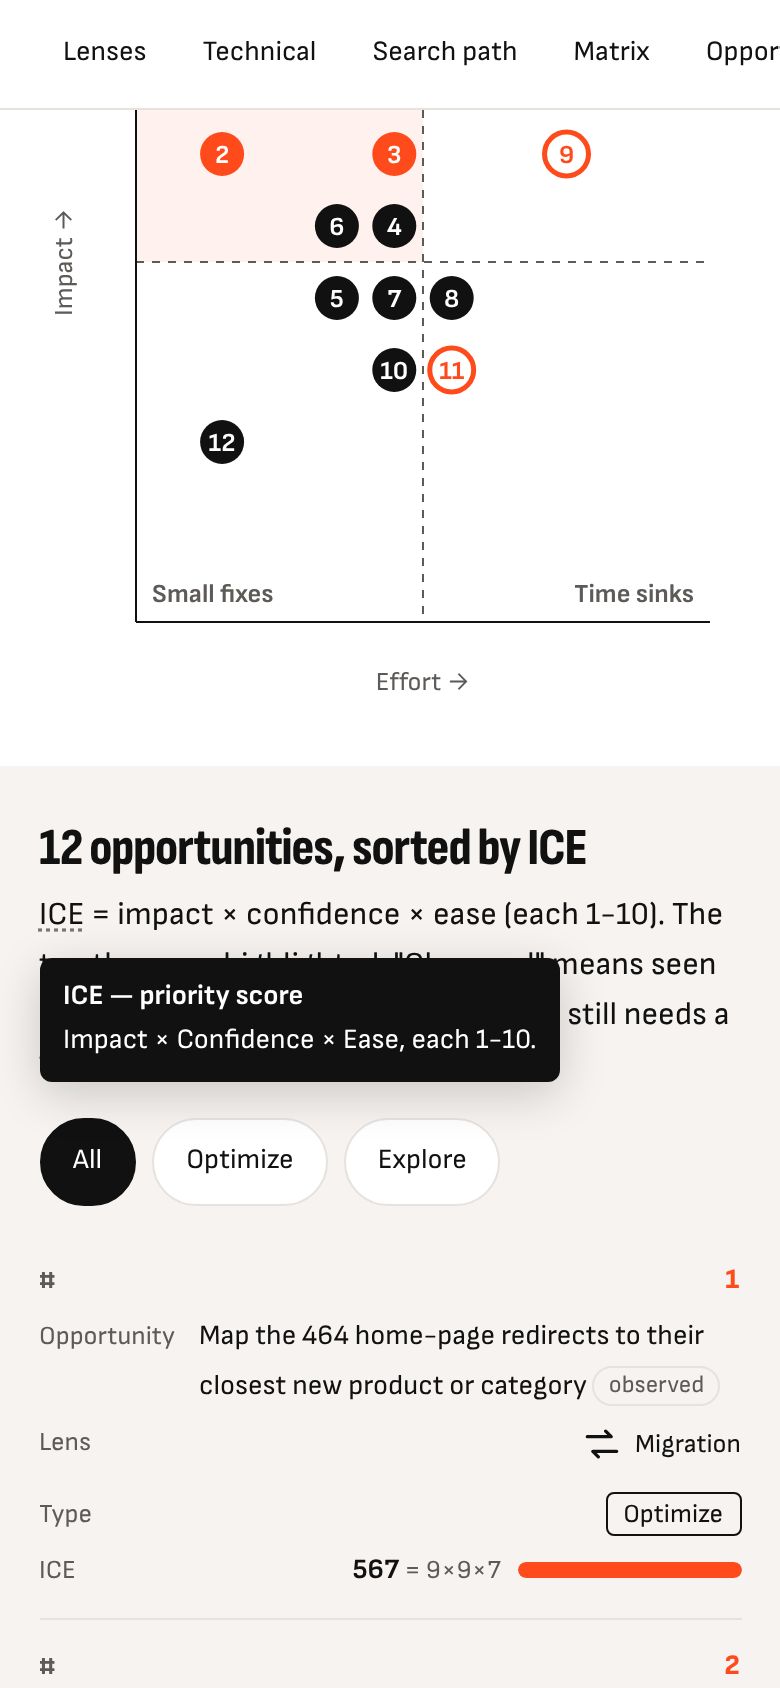 Lenses Technical Search path Matrix Oppor
2 3 9
6 4
Impact →
5 7 8
10 11
12
Small fixes Time sinks
Effort →
12 opportunities, sorted by ICE
ICE = impact × confidence × ease (each 1-10). The
means seen
ICE — priority score
still needs a
Impact × Confidence × Ease, each 1-10.
All Optimize Explore
# 1
Opportunity Map the 464 home-page redirects to their
closest new product or category observed
Lens Migration
Type Optimize
ICE 567 = 9×9×7
# 2